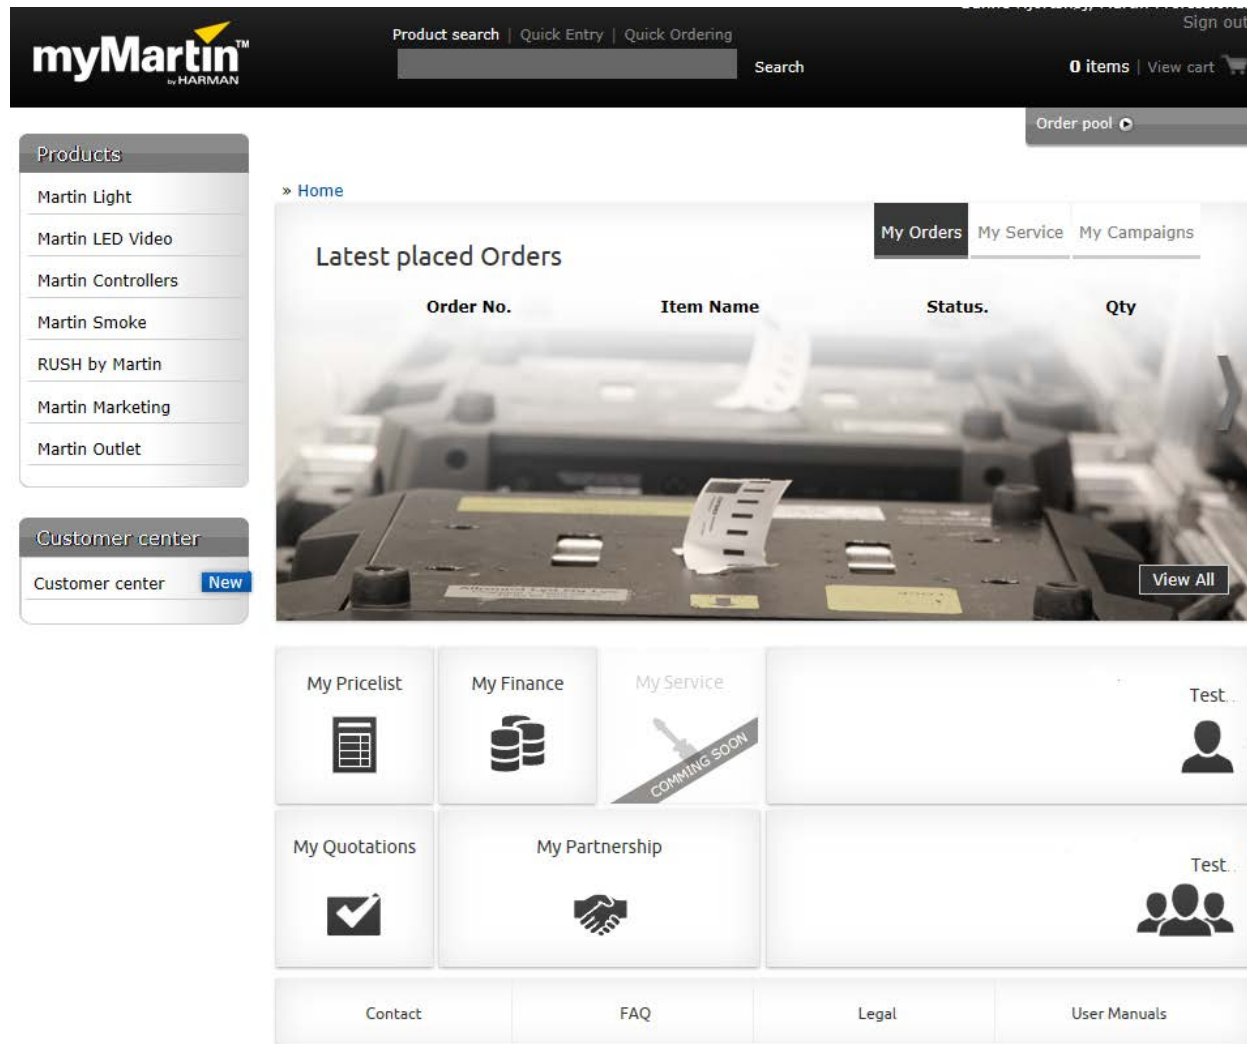 myMartin™
by HARMAN
Product search | Quick Entry | Quick Ordering
Sign out
Search
0 items | View cart
Order pool
Products
Martin Light
Martin LED Video
Martin Controllers
Martin Smoke
RUSH by Martin
Martin Marketing
Martin Outlet
Customer center
Customer center New
» Home
My Orders My Service My Campaigns
Latest placed Orders
Order No. Item Name Status. Qty
View All
My Pricelist
My Finance
My Service
COMMING SOON
Test..
My Quotations
My Partnership
Test..
Contact FAQ Legal User Manuals